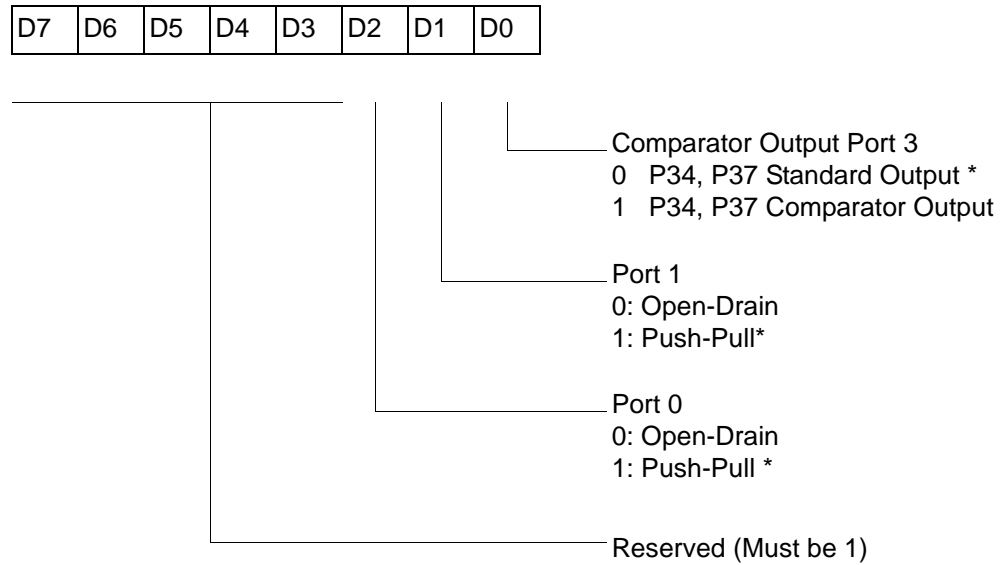 D7 D6 D5 D4 D3 D2 D1 D0
Comparator Output Port 3
0 P34, P37 Standard Output *
1 P34, P37 Comparator Output
Port 1
0: Open-Drain
1: Push-Pull*
Port 0
0: Open-Drain
1: Push-Pull *
Reserved (Must be 1)